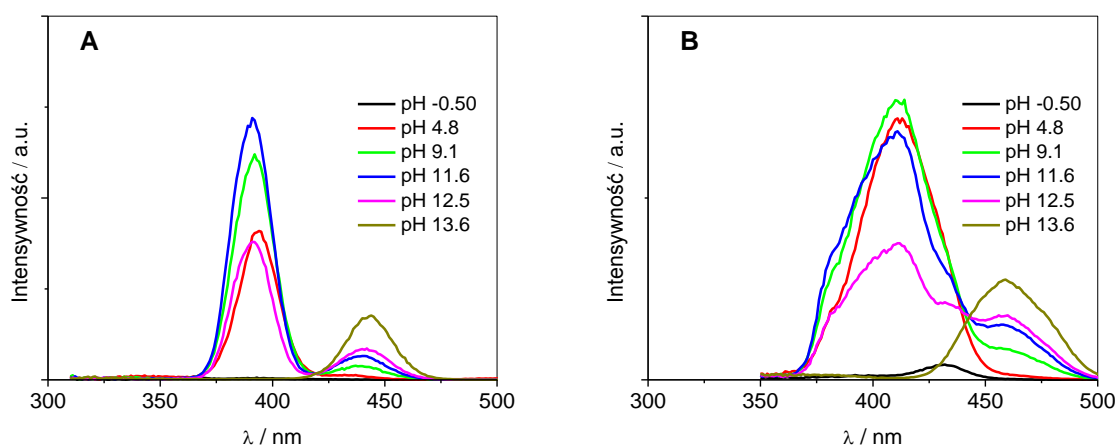 A
pH -0.50
pH 4.8
pH 9.1
pH 11.6
pH 12.5
pH 13.6
Intensywność / a.u.
300 350 400 450 500
λ / nm
B
pH -0.50
pH 4.8
pH 9.1
pH 11.6
pH 12.5
pH 13.6
Intensywność / a.u.
300 350 400 450 500
λ / nm